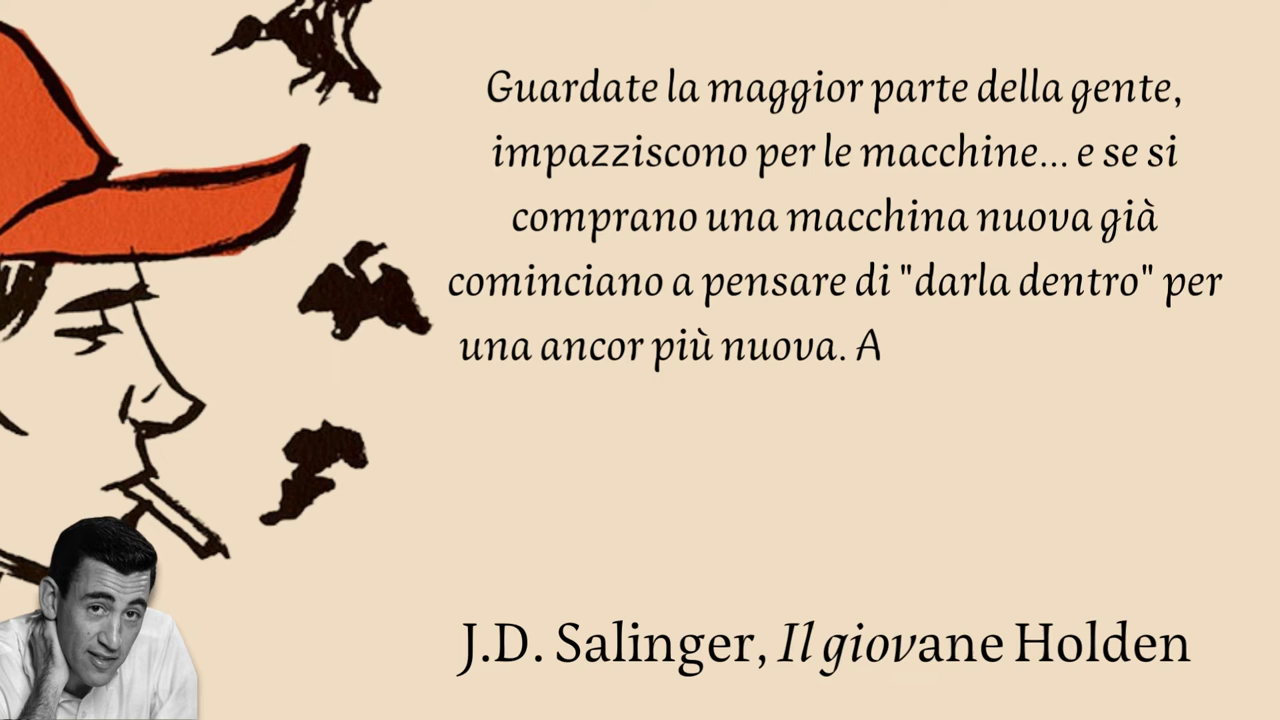 Guardate la maggior parte della gente,
impazziscono per le macchine... e se si
comprano una macchina nuova già
cominciano a pensare di "darla dentro" per
una ancor più nuova. A
J.D. Salinger, Il giovane Holden